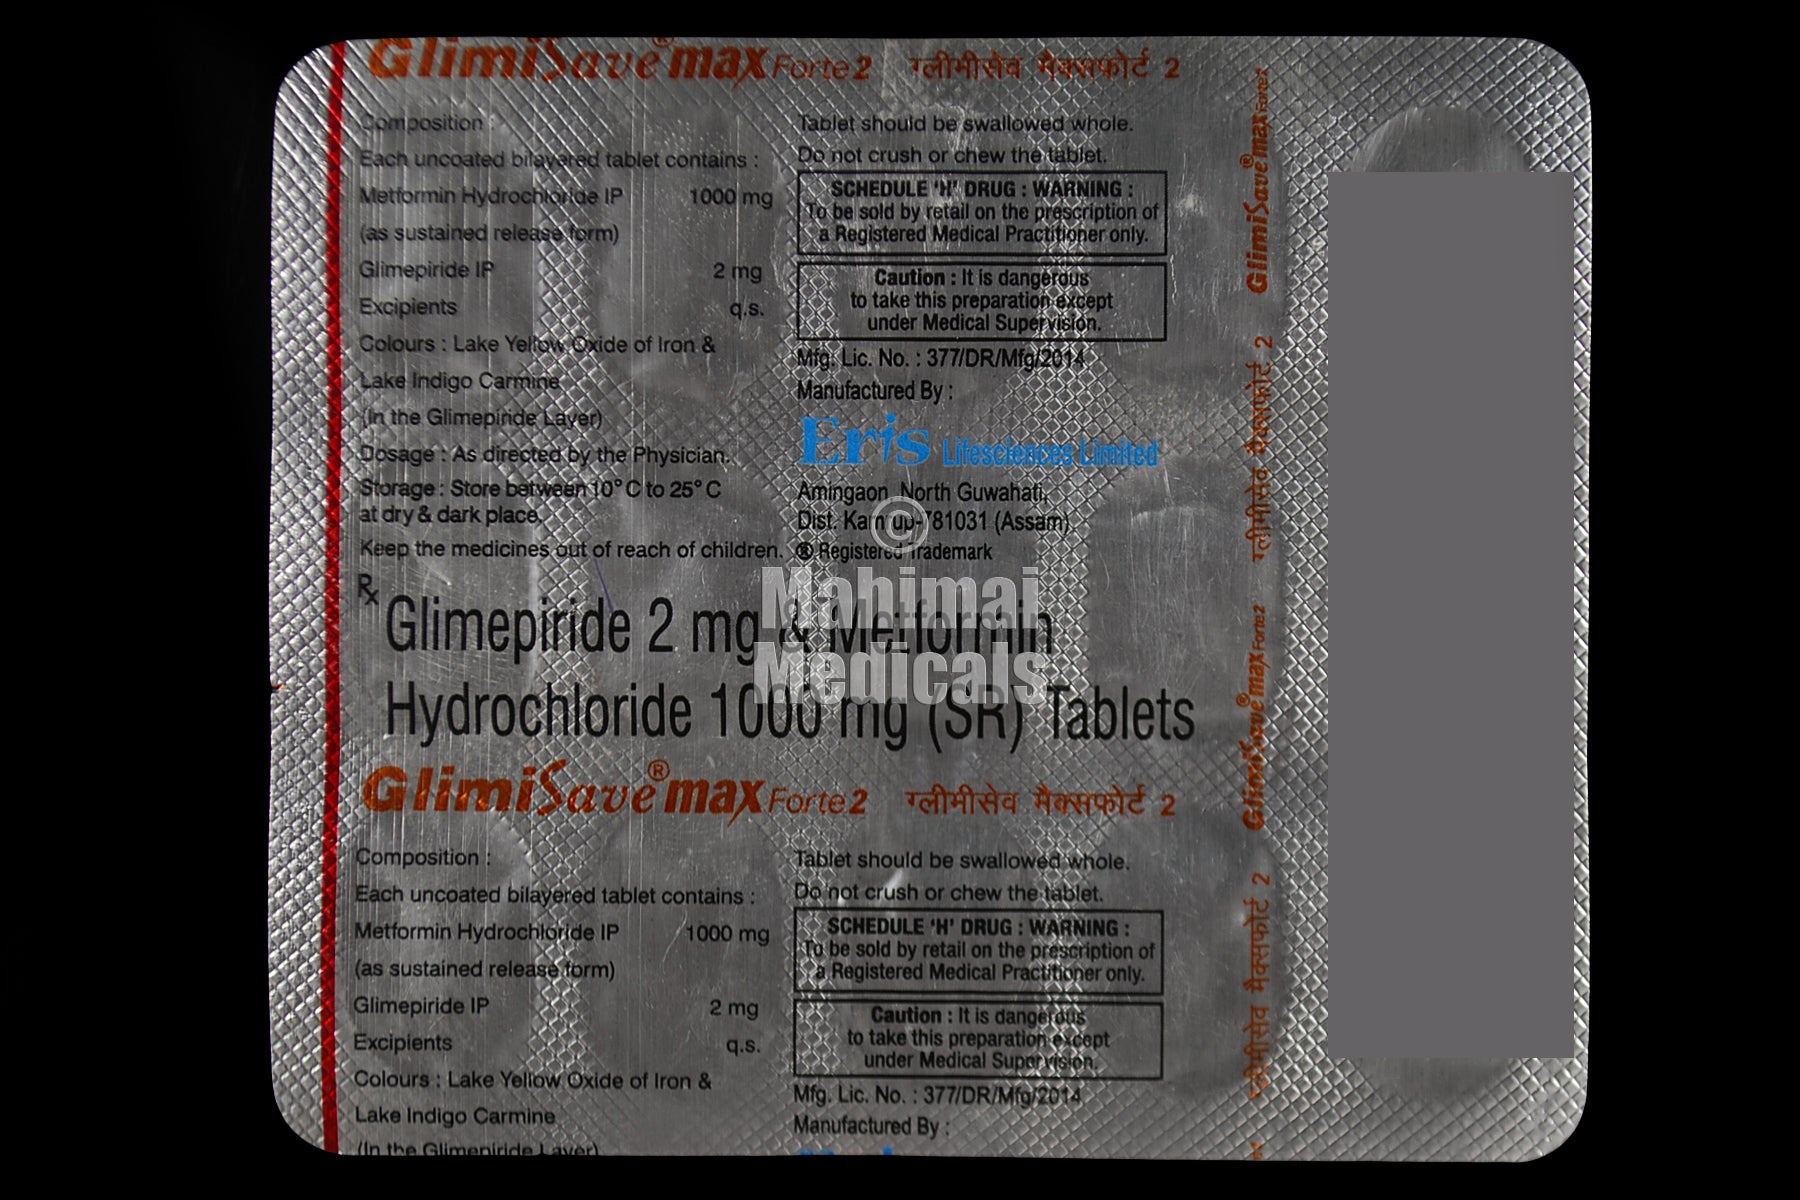 GlimiSave® max Forte 2 ग्लीमीसेव मैक्सफोर्ट 2
Composition :
Each uncoated bilayered tablet contains :
Metformin Hydrochloride IP 1000 mg
(as sustained release form)
Glimepiride IP 2 mg
Excipients q.s.
Colours : Lake Yellow Oxide of Iron &
Lake Indigo Carmine
(In the Glimepiride Layer)
Dosage : As directed by the Physician.
Storage : Store between 10° C to 25° C
at dry & dark place.
Keep the medicines out of reach of children.
Tablet should be swallowed whole.
Do not crush or chew the tablet.
SCHEDULE 'H' DRUG : WARNING :
To be sold by retail on the prescription of
a Registered Medical Practitioner only.
Caution : It is dangerous
to take this preparation except
under Medical Supervision.
Mfg. Lic. No. : 377/DR/Mfg/2014
Manufactured By :
Eris Lifesciences Limited
Amingaon, North Guwahati,
Dist. Kamrup-781031 (Assam)
® Registered Trademark
©
Mahimai
Medicals
Rx
Glimepiride 2 mg & Metformin
Hydrochloride 1000 mg (SR) Tablets
GlimiSave® max Forte 2 ग्लीमीसेव मैक्सफोर्ट 2
Composition :
Each uncoated bilayered tablet contains :
Metformin Hydrochloride IP 1000 mg
(as sustained release form)
Glimepiride IP 2 mg
Excipients q.s.
Colours : Lake Yellow Oxide of Iron &
Lake Indigo Carmine
(In the Glimepiride Layer)
Tablet should be swallowed whole.
Do not crush or chew the tablet.
SCHEDULE 'H' DRUG : WARNING :
To be sold by retail on the prescription of
a Registered Medical Practitioner only.
Caution : It is dangerous
to take this preparation except
under Medical Supervision.
Mfg. Lic. No. : 377/DR/Mfg/2014
Manufactured By :
GlimiSave® max Forte 2
ग्लीमीसेव मैक्सफोर्ट 2
GlimiSave® max Forte 2
ग्लीमीसेव मैक्सफोर्ट 2